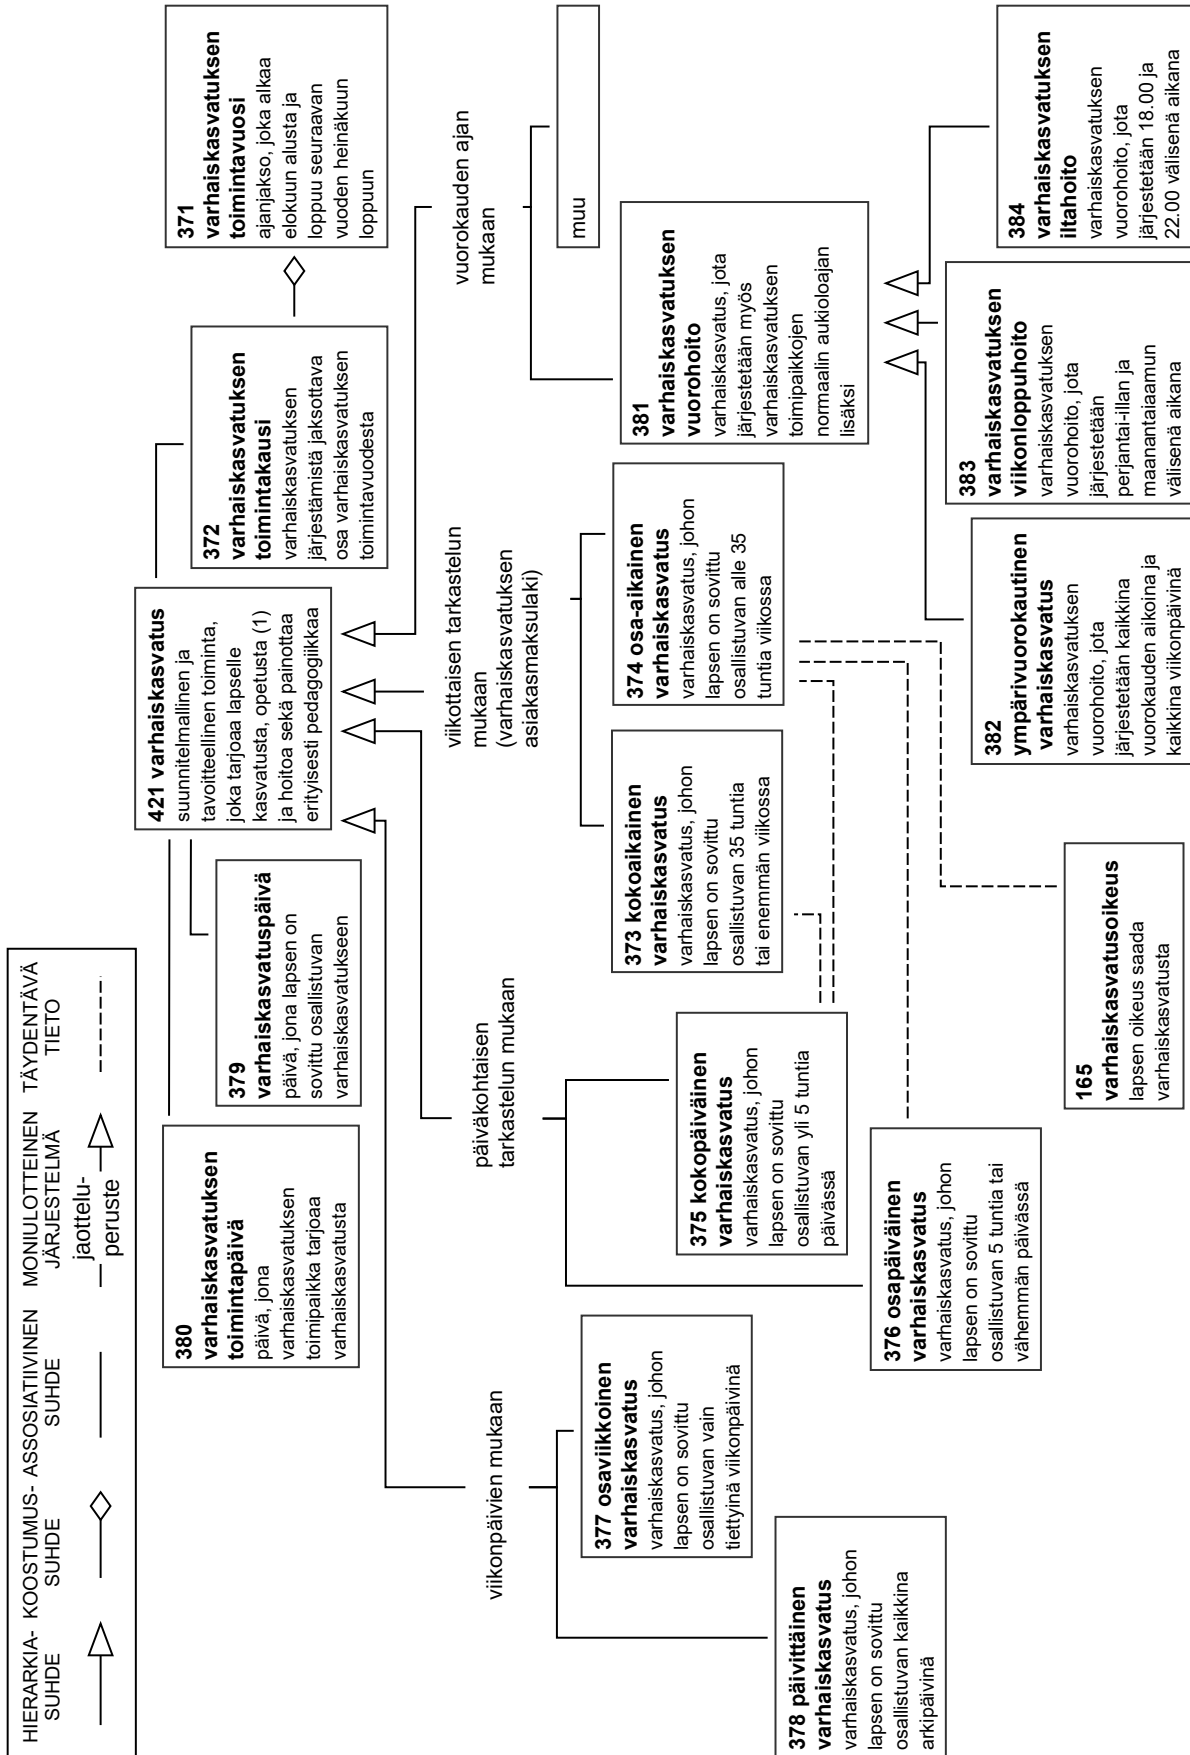 HIERARKIA-
SUHDE
KOOSTUMUS-
SUHDE
ASSOSIATIIVINEN
SUHDE
MONIULOTTEINEN
JÄRJESTELMÄ
jaottelu-
peruste
TÄYDENTÄVÄ
TIETO
380
varhaiskasvatuksen
toimintapäivä
päivä, jona
varhaiskasvatuksen
toimipaikka tarjoaa
varhaiskasvatusta
379
varhaiskasvatuspäivä
päivä, jona lapsen on
sovittu osallistuvan
varhaiskasvatukseen
421 varhaiskasvatus
suunnitelmallinen ja
tavoitteellinen toiminta,
joka tarjoaa lapselle
kasvatusta, opetusta (1)
ja hoitoa sekä painottaa
erityisesti pedagogiikkaa
372
varhaiskasvatuksen
toimintakausi
varhaiskasvatuksen
järjestämistä jaksottava
osa varhaiskasvatuksen
toimintavuodesta
371
varhaiskasvatuksen
toimintavuosi
ajanjakso, joka alkaa
elokuun alusta ja
loppuu seuraavan
vuoden heinäkuun
loppuun
viikonpäivien mukaan
päiväkohtaisen
tarkastelun mukaan
viikottaisen tarkastelun
mukaan
(varhaiskasvatuksen
asiakasmaksulaki)
vuorokauden ajan
mukaan
378 päivittäinen
varhaiskasvatus
varhaiskasvatus, johon
lapsen on sovittu
osallistuvan kaikkina
arkipäivinä
377 osaviikkoinen
varhaiskasvatus
varhaiskasvatus, johon
lapsen on sovittu
osallistuvan vain
tiettyinä viikonpäivinä
376 osapäiväinen
varhaiskasvatus
varhaiskasvatus, johon
lapsen on sovittu
osallistuvan 5 tuntia tai
vähemmän päivässä
375 kokopäiväinen
varhaiskasvatus
varhaiskasvatus, johon
lapsen on sovittu
osallistuvan yli 5 tuntia
päivässä
373 kokoaikainen
varhaiskasvatus
varhaiskasvatus, johon
lapsen on sovittu
osallistuvan 35 tuntia
tai enemmän viikossa
374 osa-aikainen
varhaiskasvatus
varhaiskasvatus, johon
lapsen on sovittu
osallistuvan alle 35
tuntia viikossa
381
varhaiskasvatuksen
vuorohoito
varhaiskasvatus, jota
järjestetään myös
varhaiskasvatuksen
toimipaikkojen
normaalin aukioloajan
lisäksi
muu
165
varhaiskasvatusoikeus
lapsen oikeus saada
varhaiskasvatusta
382
ympärivuorokautinen
varhaiskasvatus
varhaiskasvatuksen
vuorohoito, jota
järjestetään kaikkina
vuorokauden aikoina ja
kaikkina viikonpäivinä
383
varhaiskasvatuksen
viikonloppuhoito
varhaiskasvatuksen
vuorohoito, jota
järjestetään
perjantai-illan ja
maanantaiaamun
välisenä aikana
384
varhaiskasvatuksen
iltahoito
varhaiskasvatuksen
vuorohoito, jota
järjestetään 18.00 ja
22.00 välisenä aikana